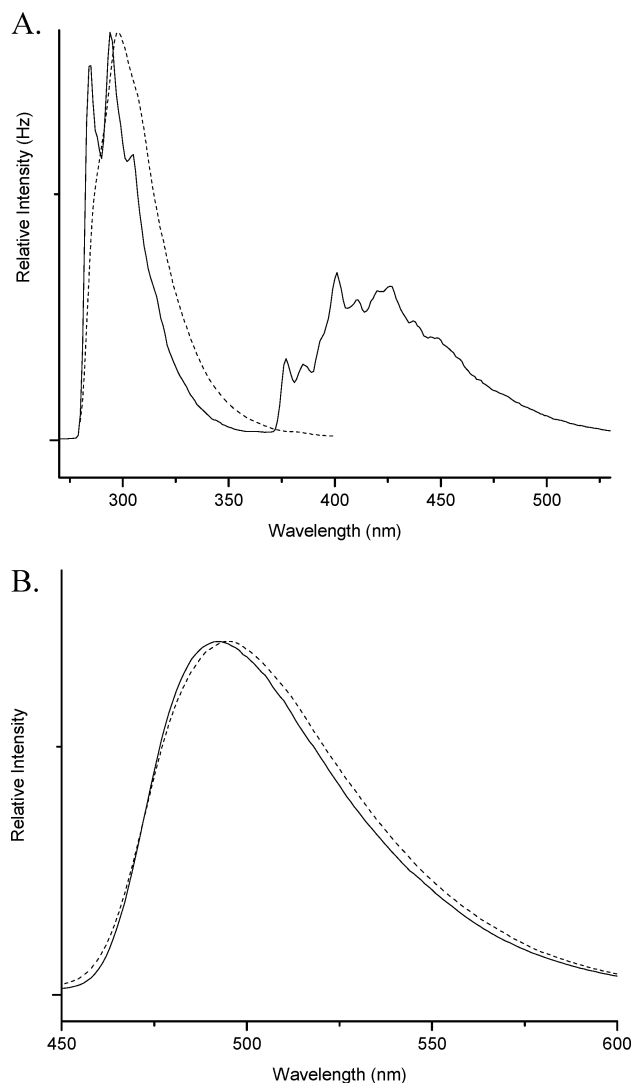 A.
Relative Intensity (Hz)
300 350 400 450 500
Wavelength (nm)
B.
Relative Intensity
450 500 550 600
Wavelength (nm)